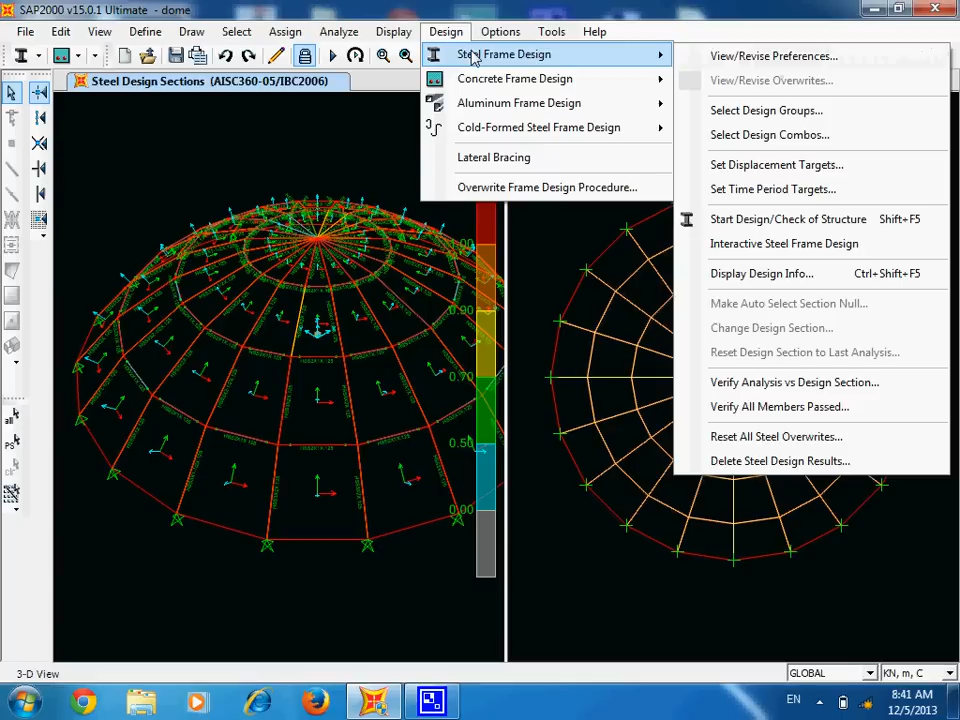 SAP2000 v15.0.1 Ultimate - dome
File Edit View Define Draw Select Assign Analyze Display Design Options Tools Help
Steel Design Sections (AISC360-05/IBC2006)
Steel Frame Design
Concrete Frame Design
Aluminum Frame Design
Cold-Formed Steel Frame Design
Lateral Bracing
Overwrite Frame Design Procedure...
View/Revise Preferences...
View/Revise Overwrites...
Select Design Groups...
Select Design Combos...
Set Displacement Targets...
Set Time Period Targets...
Start Design/Check of Structure Shift+F5
Interactive Steel Frame Design
Display Design Info... Ctrl+Shift+F5
Make Auto Select Section Null...
Change Design Section...
Reset Design Section to Last Analysis...
Verify Analysis vs Design Section...
Verify All Members Passed...
Reset All Steel Overwrites...
Delete Steel Design Results...
all
PS
clr
0.90
0.70
0.50
0.00
3-D View
GLOBAL
KN, m, C
EN
8:41 AM
12/5/2013